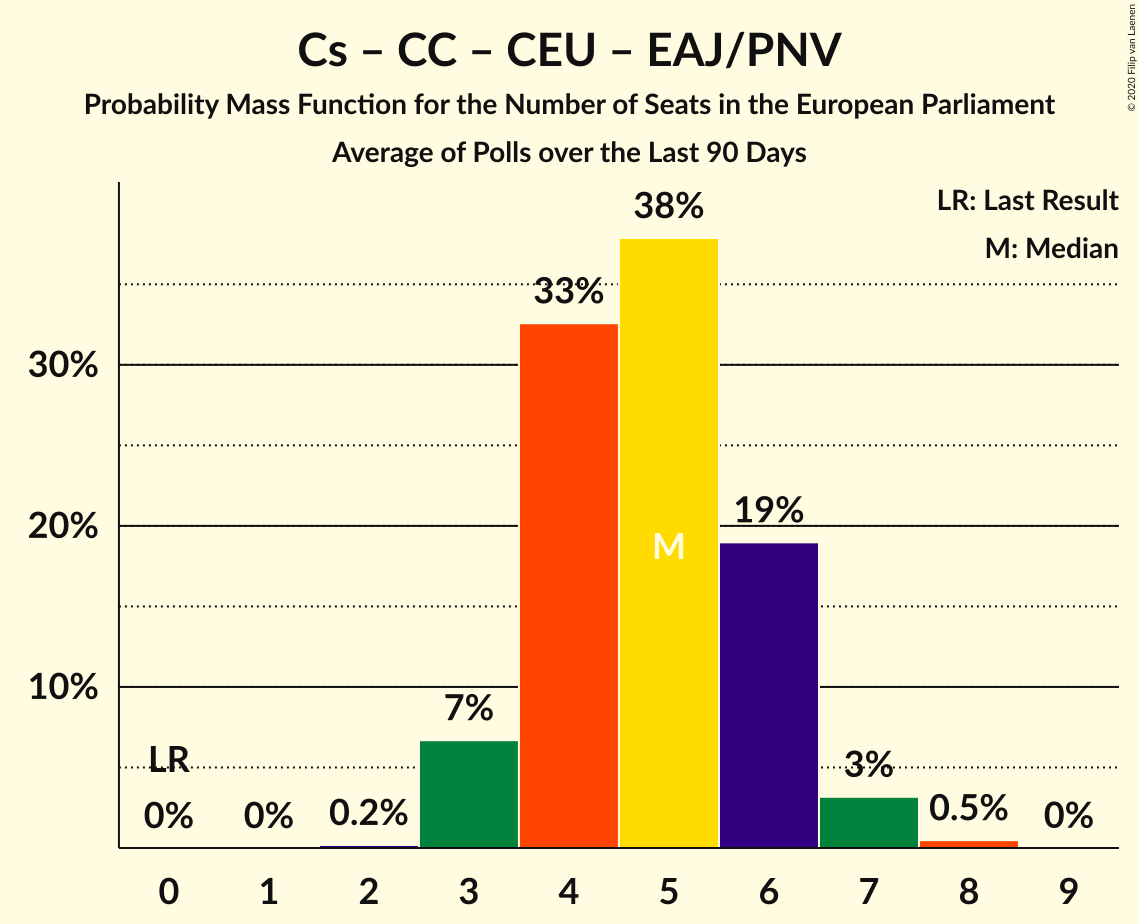 Cs – CC – CEU – EAJ/PNV
Probability Mass Function for the Number of Seats in the European Parliament
Average of Polls over the Last 90 Days
© 2020 Filip van Laenen
LR: Last Result
M: Median
38%
33%
30%
20%
19%
M
10%
7%
LR
3%
0%
0%
0.2%
0.5%
0%
0 1 2 3 4 5 6 7 8 9